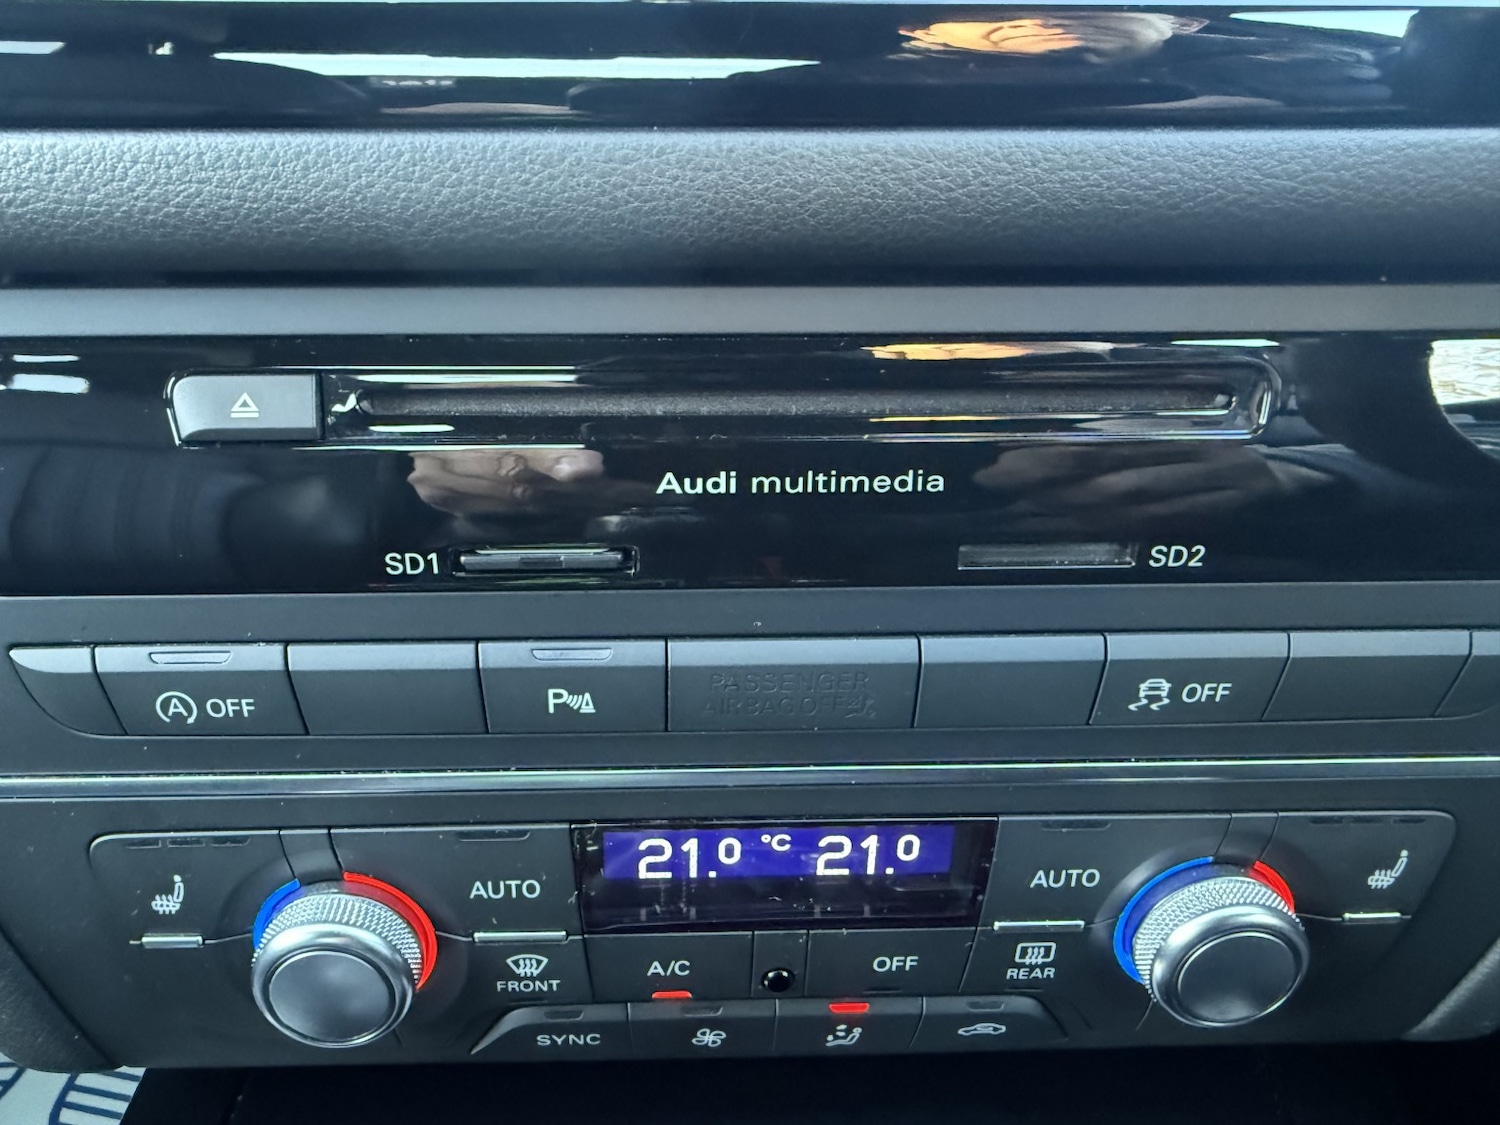 Audi multimedia
SD1
SD2
A OFF
P
PASSENGER
AIRBAG OFF
OFF
21.0 °C 21.0
AUTO
AUTO
FRONT
A/C
OFF
REAR
SYNC